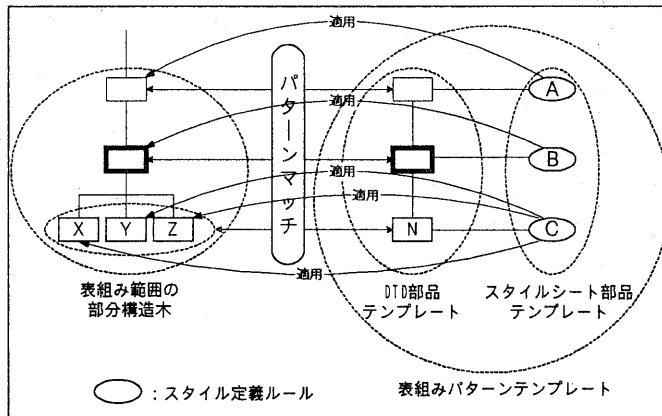 適用
パターンマッチ
A
適用
B
適用
適用
X
Y
Z
N
C
適用
表組み範囲の
部分構造木
DTD部品
テンプレート
スタイルシート部品
テンプレート
：スタイル定義ルール
表組みパターンテンプレート